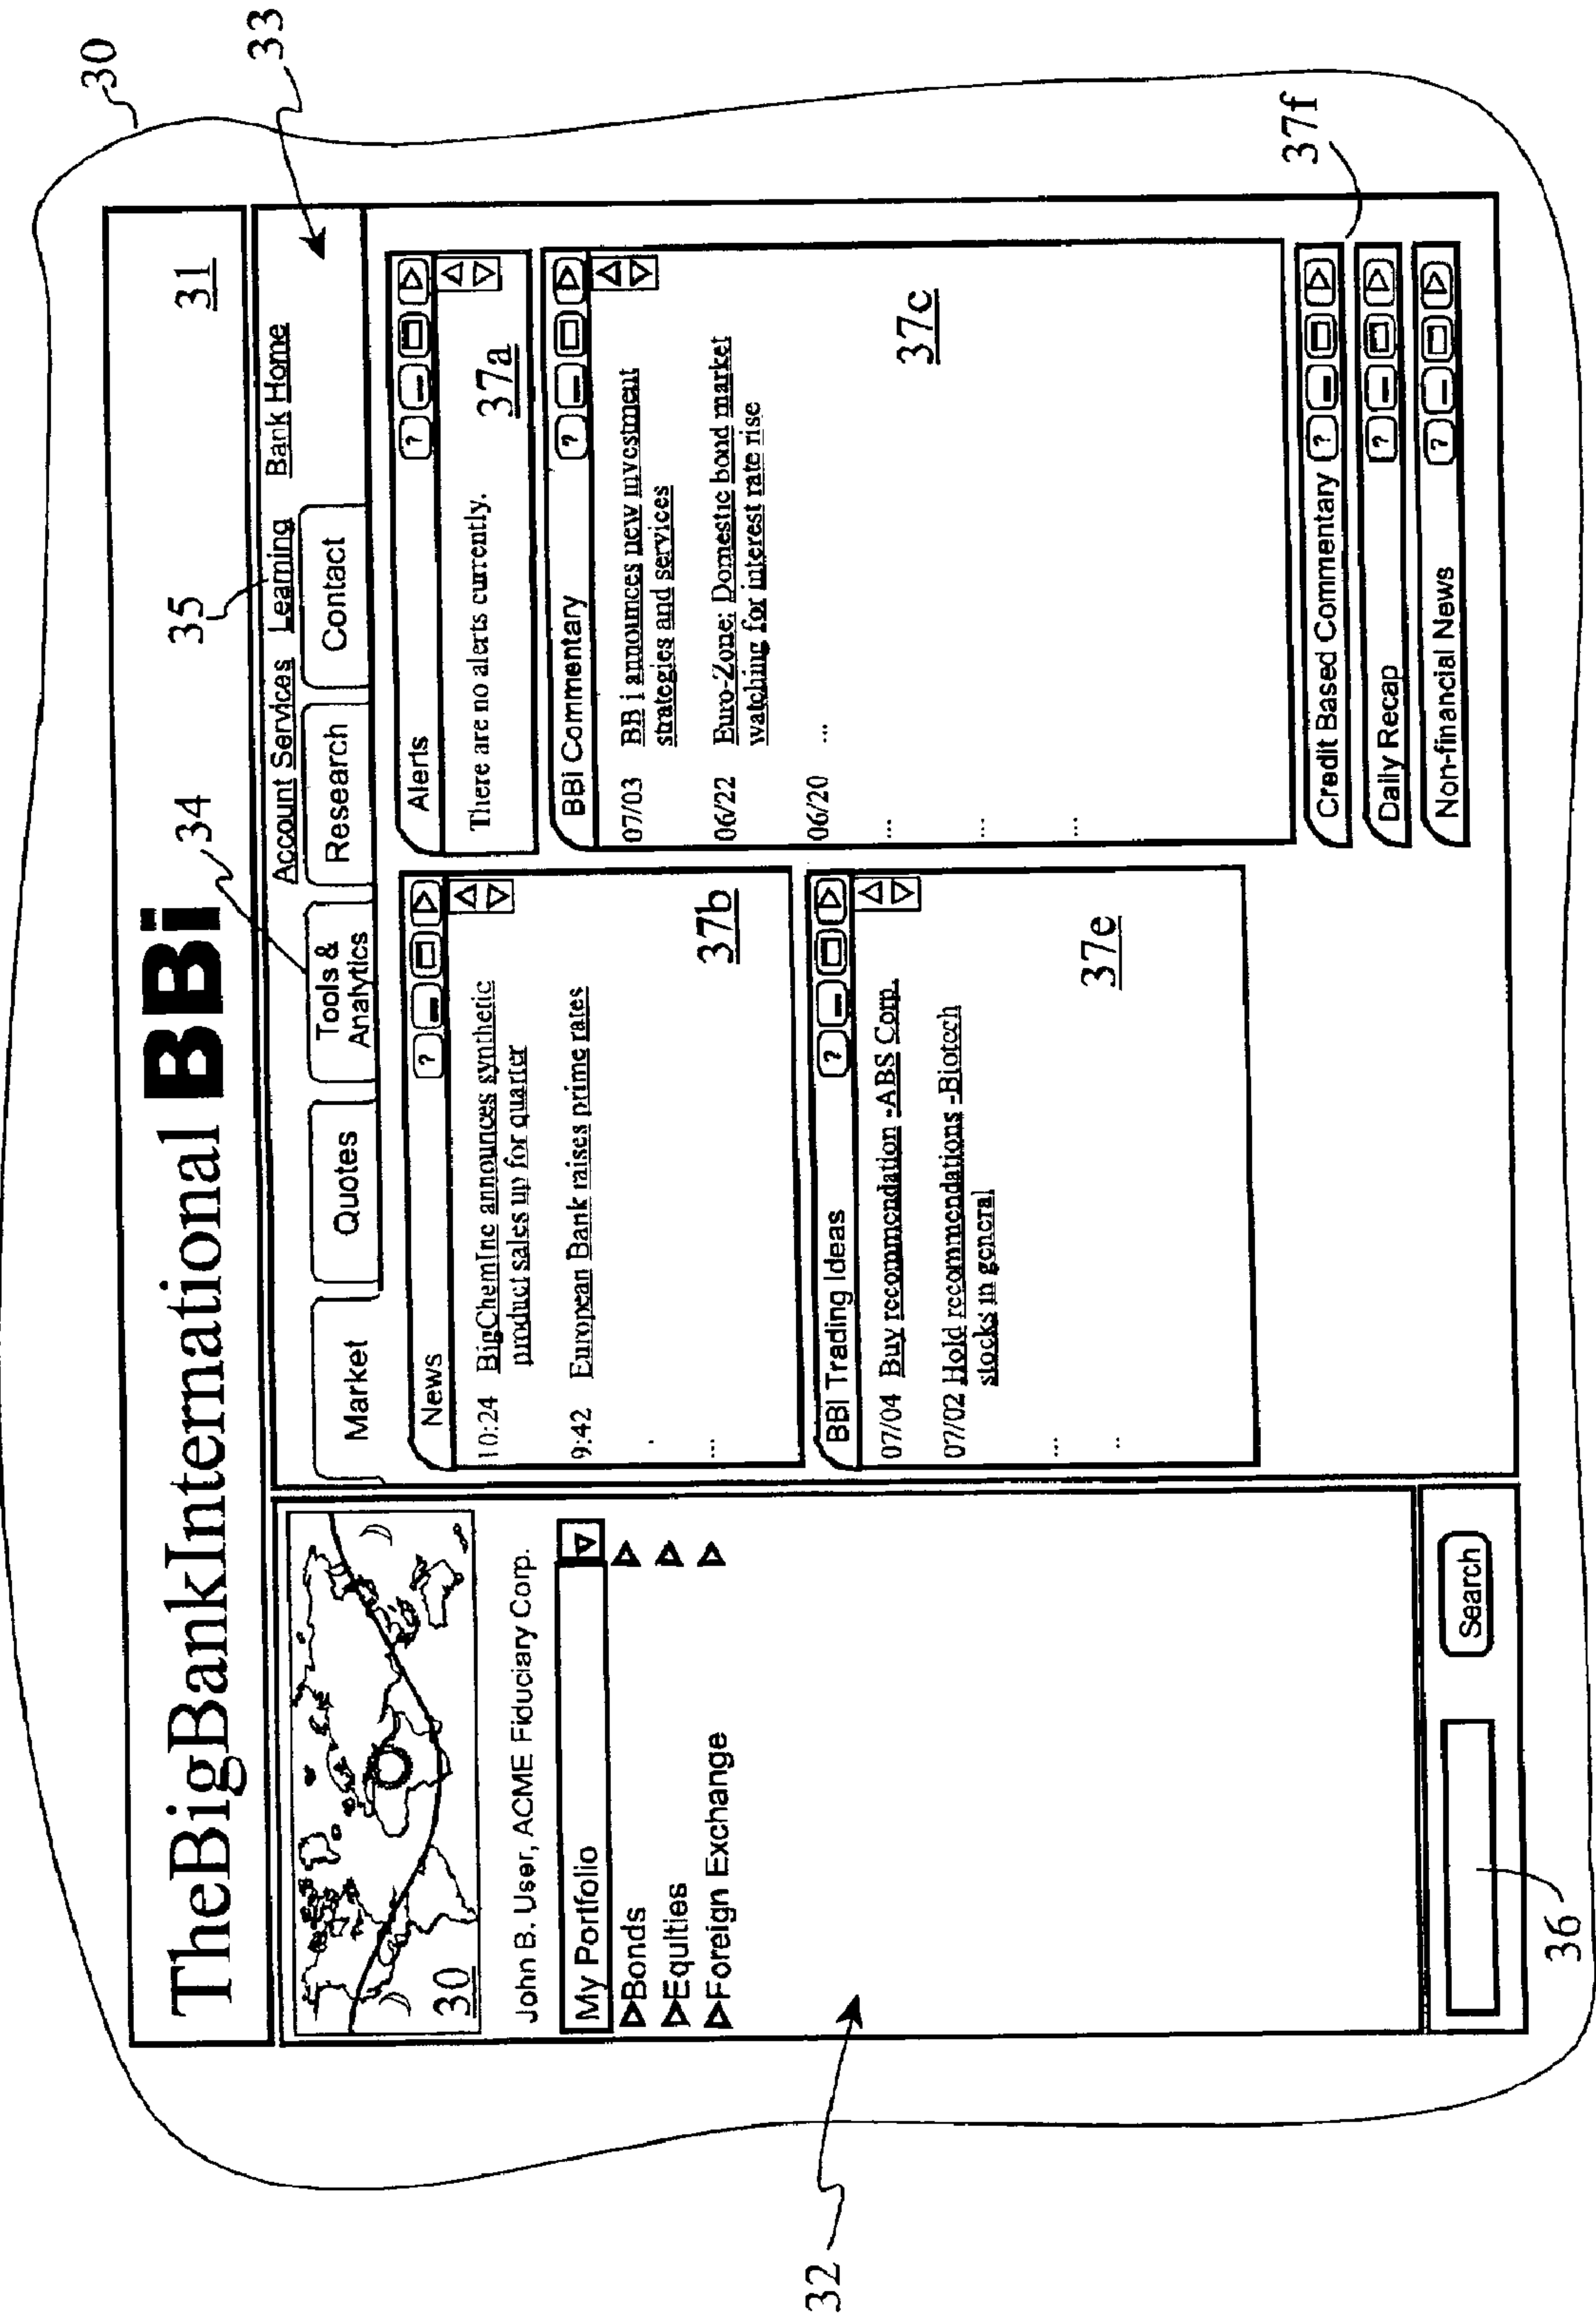 30
TheBigBankInternational BBi
31
35
34
33
Account Services Learning Bank Home
Market
Quotes
Tools &
Analytics
Research
Contact
30
John B. User, ACME Fiduciary Corp.
My Portfolio
Bonds
Equities
Foreign Exchange
32
36
Search
News
?
10:24 BigChemInc announces synthetic
product sales up for quarter
9:42 European Bank raises prime rates
.
...
37b
BBI Trading Ideas
?
07/04 Buy recommendation -ABS Corp.
07/02 Hold recommendations -Biotech
stocks in general
...
..
37e
Alerts
?
There are no alerts currently.
37a
BBi Commentary
?
07/03 BB i announces new investment
strategies and services
06/22 Euro-Zone: Domestic bond market
watching for interest rate rise
06/20 ...
...
...
...
37c
Credit Based Commentary ?
37f
Daily Recap ?
Non-financial News ?